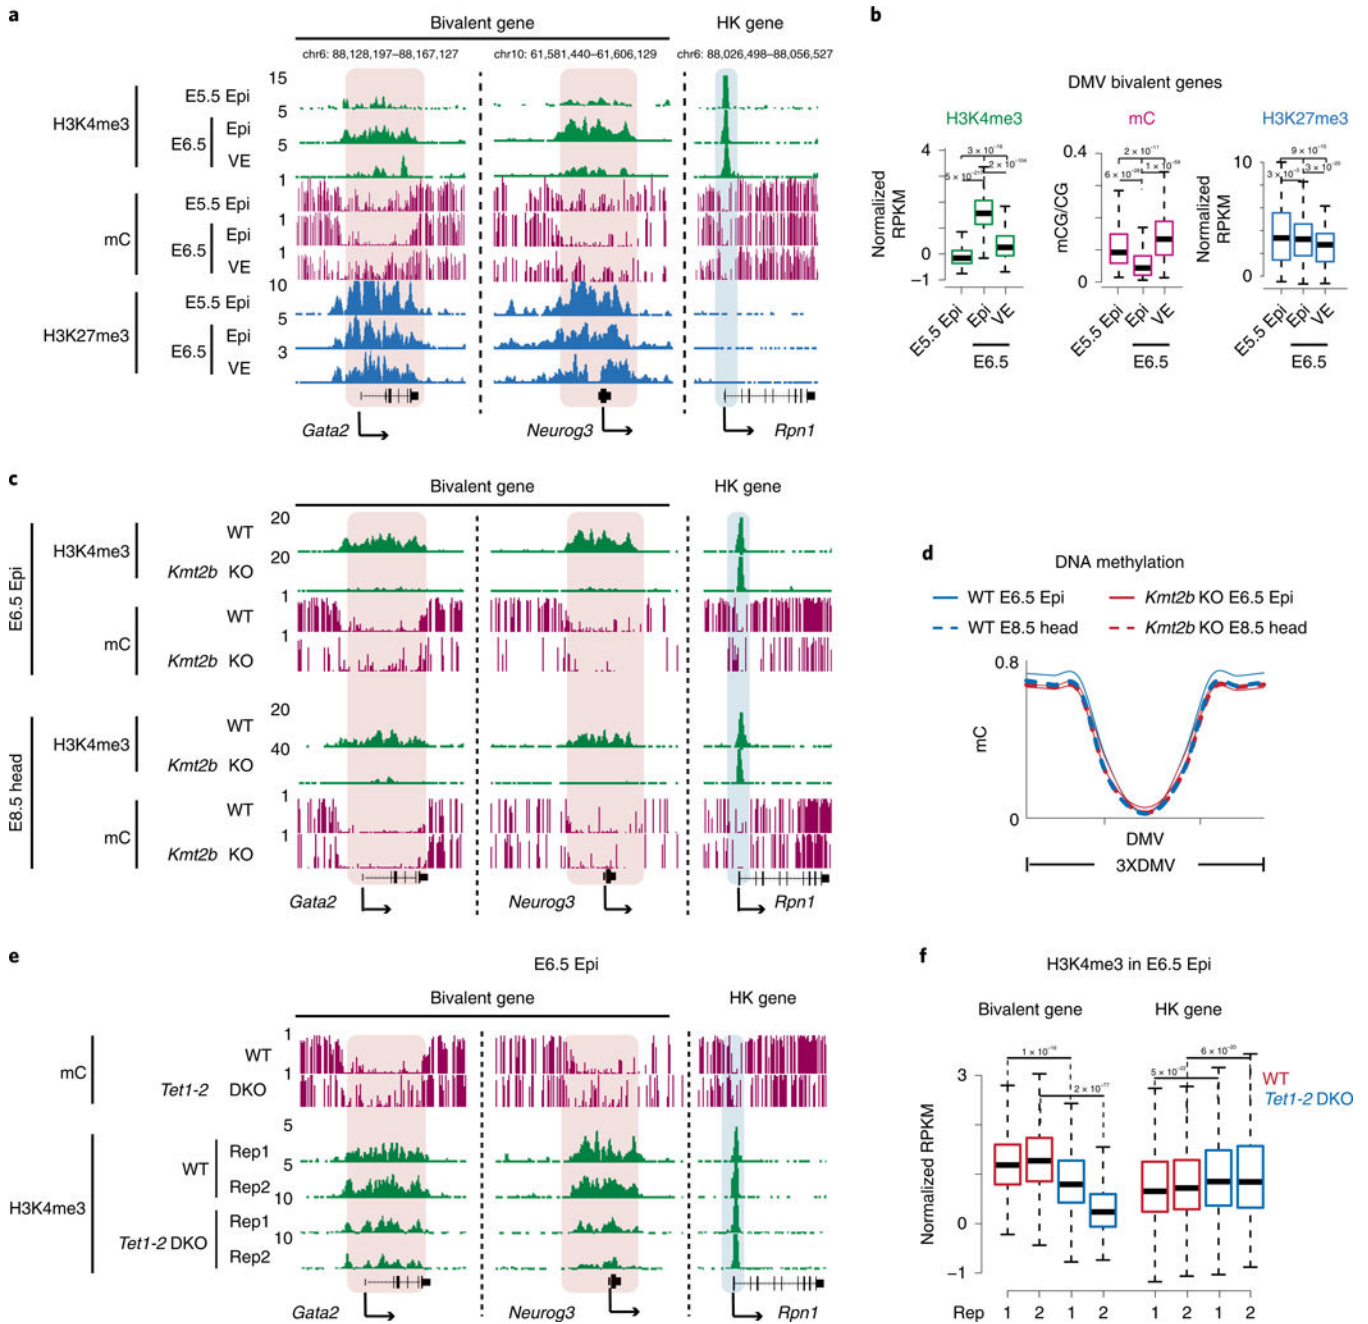 a
Bivalent gene
HK gene
chr6: 88,128,197–88,167,127
chr10: 61,581,440–61,606,129
chr6: 88,026,498–88,056,527
H3K4me3
15
E5.5 Epi
5
E6.5
Epi
5
VE
mC
1
E5.5 Epi
1
E6.5
Epi
1
VE
H3K27me3
10
E5.5 Epi
5
E6.5
Epi
3
VE
Gata2
Neurog3
Rpn1
b
DMV bivalent genes
H3K4me3
mC
H3K27me3
Normalized
RPKM
4
0
−1
mCG/CG
0.4
0
2 × 10⁻¹¹
Normalized
RPKM
10
5
0
E5.5 Epi
Epi
VE
E6.5
E5.5 Epi
Epi
VE
E6.5
E5.5 Epi
Epi
VE
E6.5
c
Bivalent gene
HK gene
E6.5 Epi
H3K4me3
20
WT
20
Kmt2b KO
mC
1
WT
1
Kmt2b KO
E8.5 head
H3K4me3
20
WT
40
Kmt2b KO
mC
1
WT
1
Kmt2b KO
Gata2
Neurog3
Rpn1
d
DNA methylation
WT E6.5 Epi
Kmt2b KO E6.5 Epi
WT E8.5 head
Kmt2b KO E8.5 head
0.8
mC
0
DMV
3XDMV
e
E6.5 Epi
Bivalent gene
HK gene
mC
1
WT
1
Tet1-2 DKO
H3K4me3
5
WT
Rep1
5
Rep2
10
Tet1-2 DKO
Rep1
10
Rep2
Gata2
Neurog3
Rpn1
f
H3K4me3 in E6.5 Epi
Bivalent gene
HK gene
WT
Tet1-2 DKO
Normalized RPKM
3
0
−1
Rep 1 2 1 2 1 2 1 2